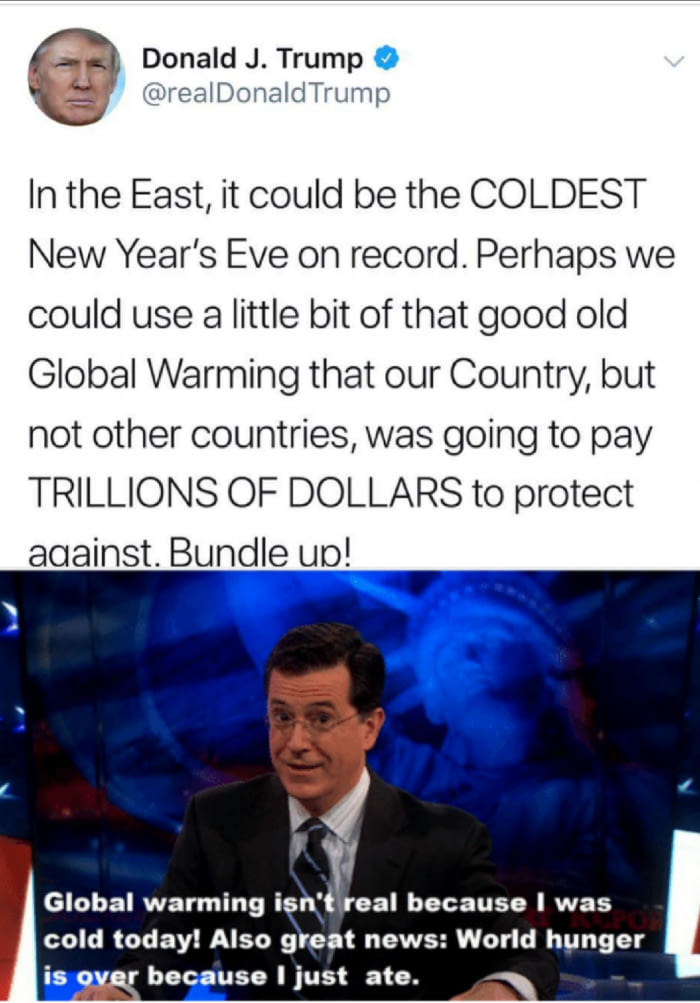 Donald J. Trump
@realDonaldTrump
In the East, it could be the COLDEST
New Year's Eve on record. Perhaps we
could use a little bit of that good old
Global Warming that our Country, but
not other countries, was going to pay
TRILLIONS OF DOLLARS to protect
against. Bundle up!
Global warming isn't real because I was
cold today! Also great news: World hunger
is over because I just ate.